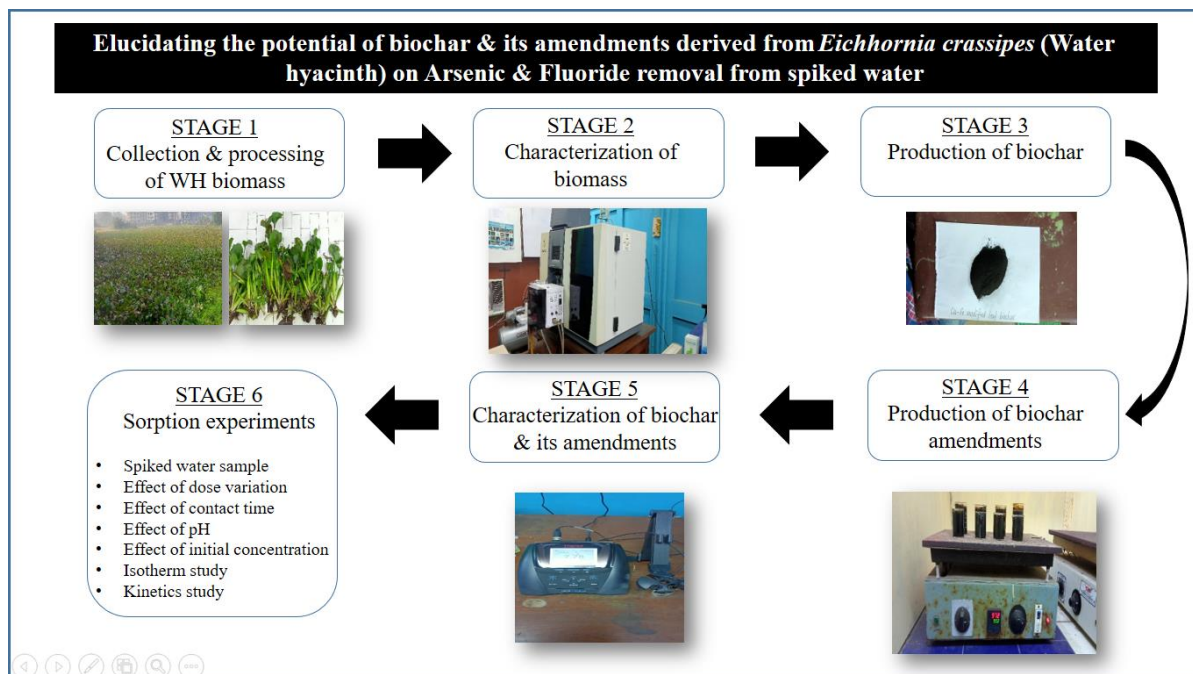 Elucidating the potential of biochar & its amendments derived from Eichhornia crassipes (Water
hyacinth) on Arsenic & Fluoride removal from spiked water
STAGE 1
Collection & processing
of WH biomass
STAGE 2
Characterization of
biomass
STAGE 3
Production of biochar
STAGE 4
Production of biochar
amendments
STAGE 5
Characterization of biochar
& its amendments
STAGE 6
Sorption experiments
• Spiked water sample
• Effect of dose variation
• Effect of contact time
• Effect of pH
• Effect of initial concentration
• Isotherm study
• Kinetics study